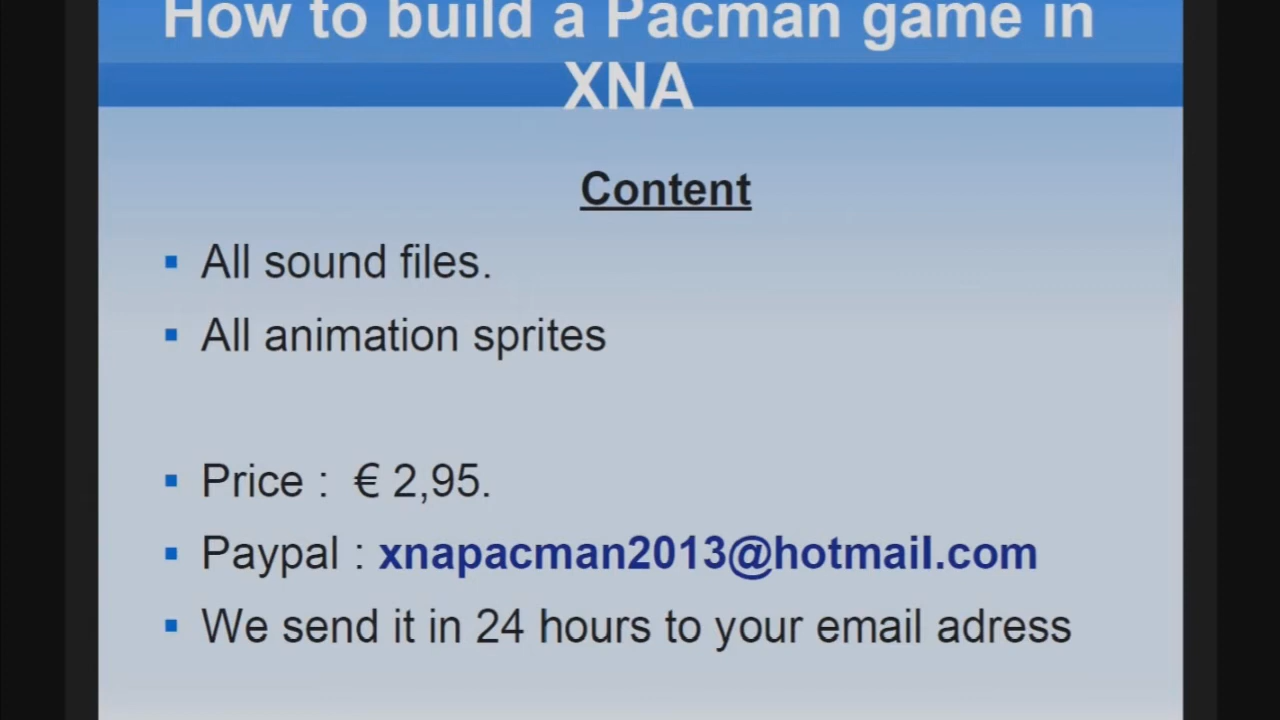 How to build a Pacman game in
XNA
Content
All sound files.
All animation sprites
Price : € 2,95.
Paypal : xnapacman2013@hotmail.com
We send it in 24 hours to your email adress